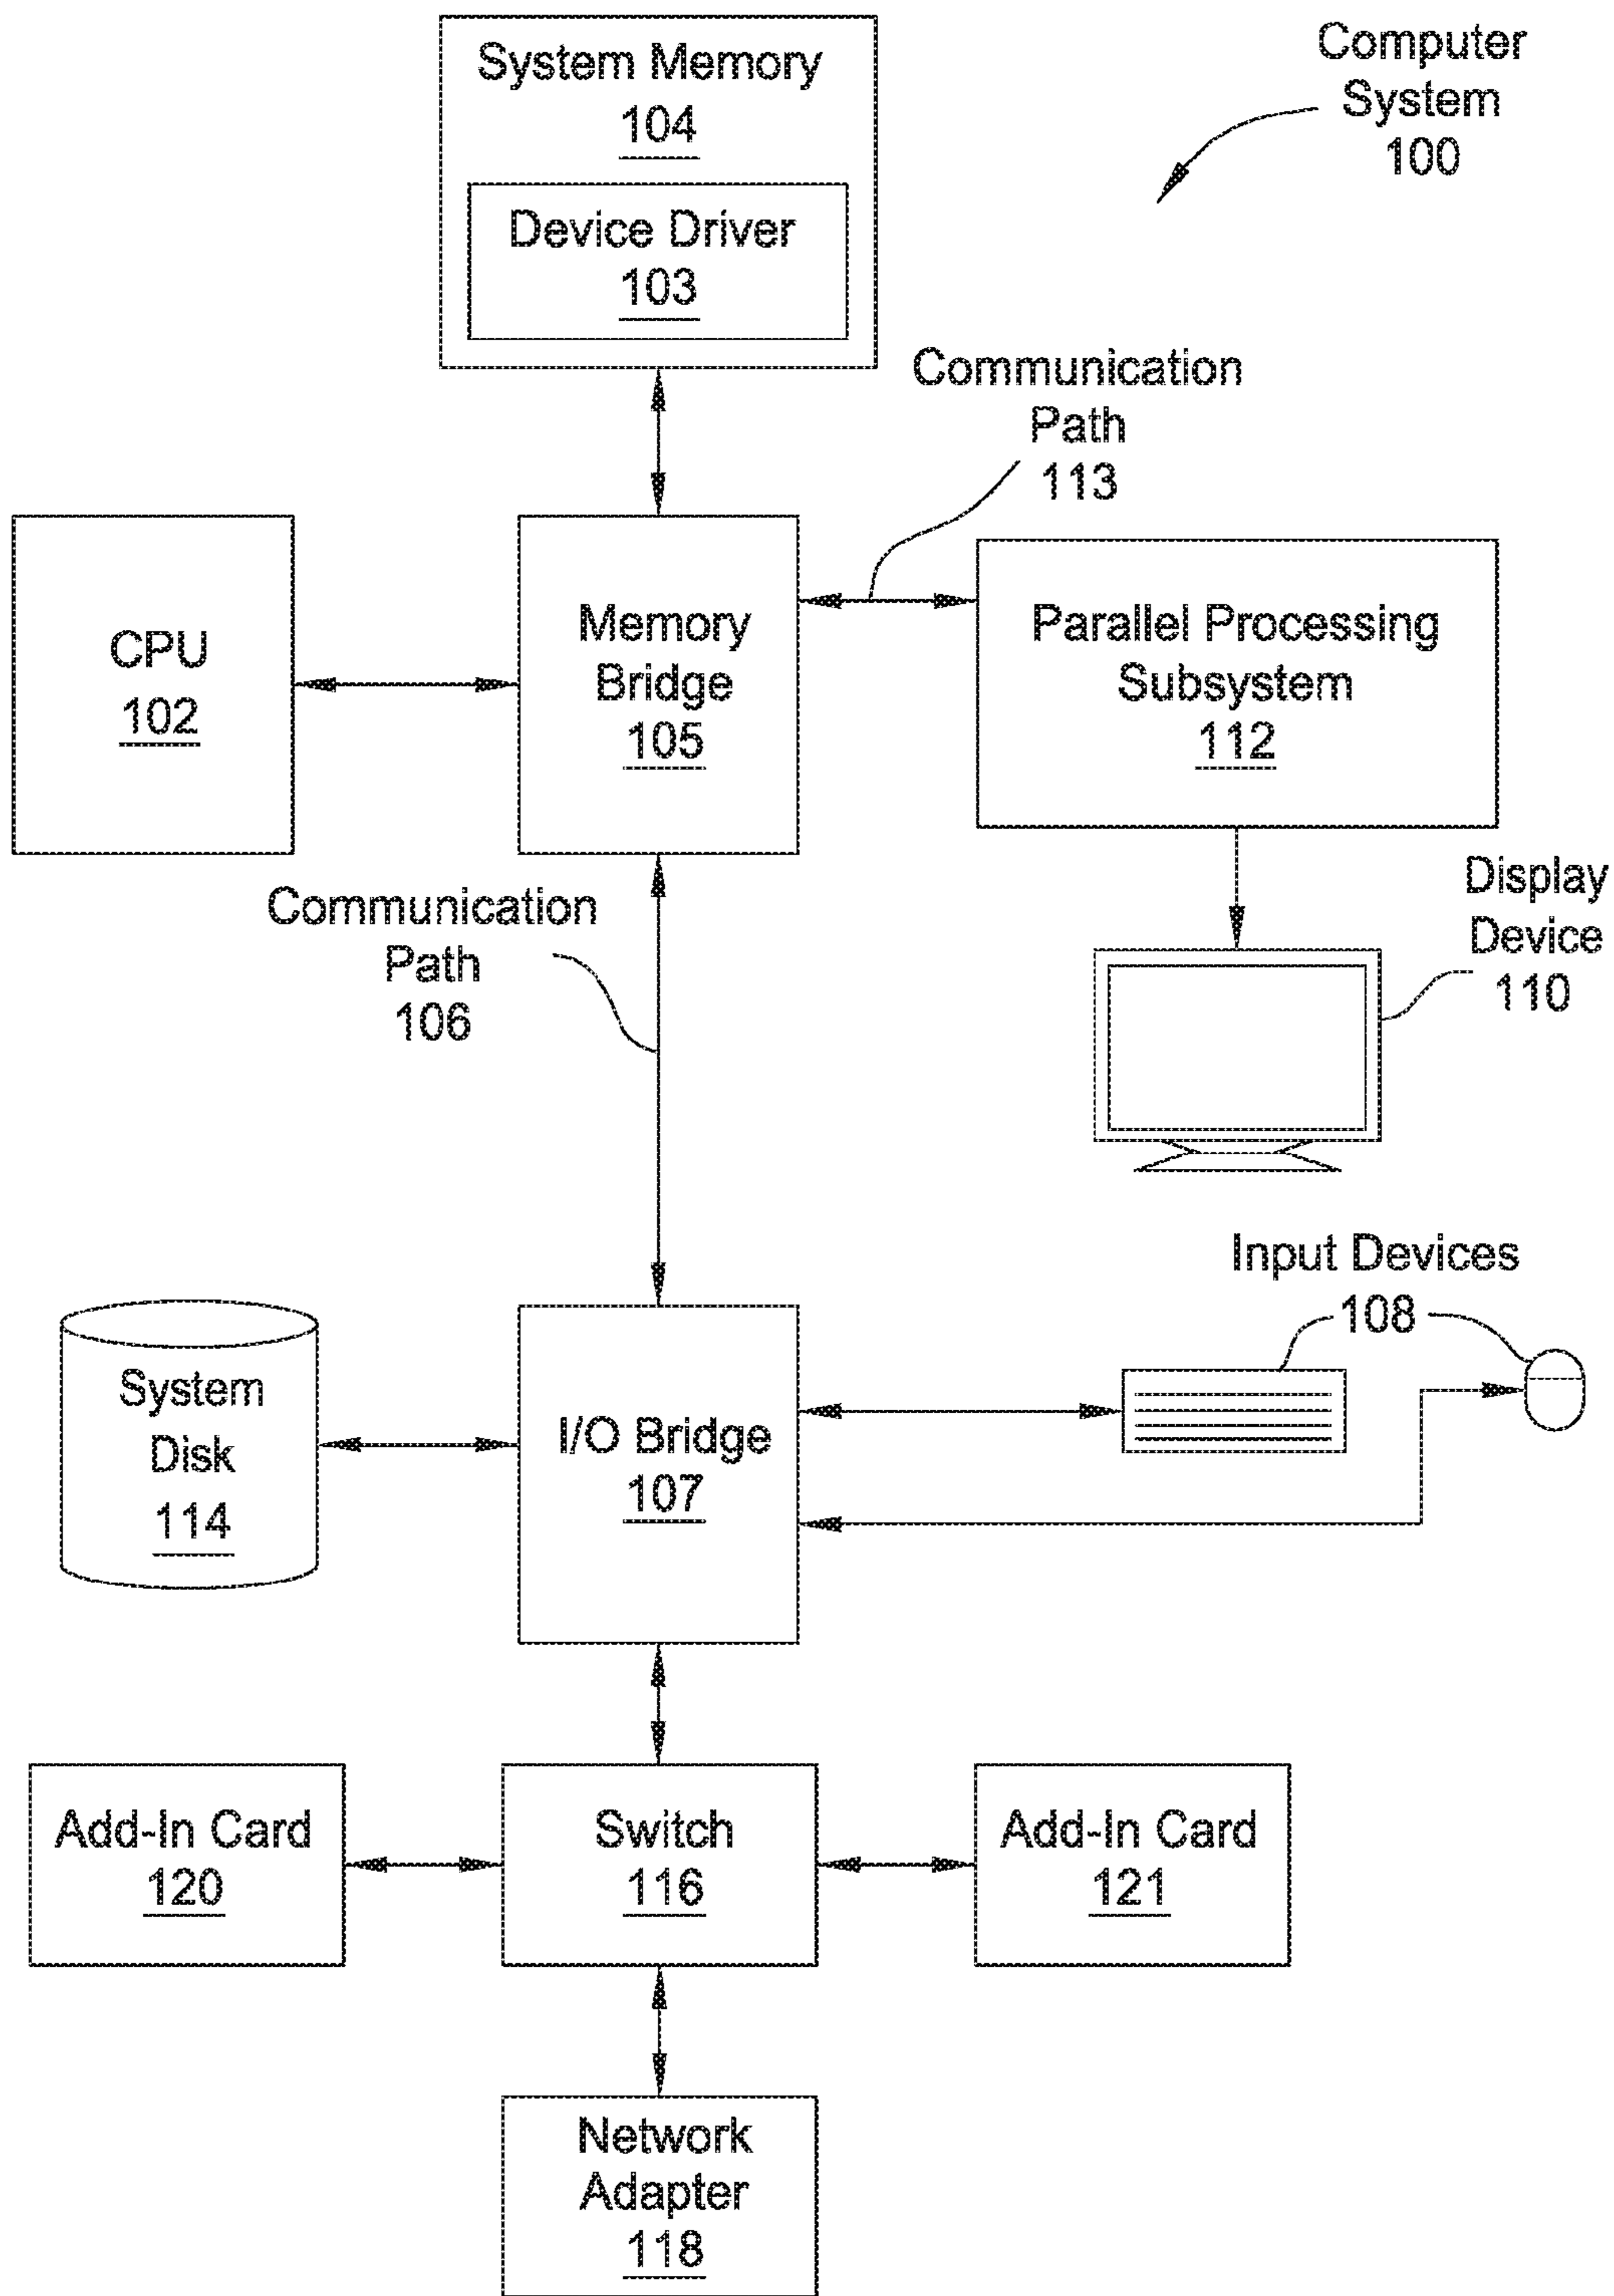 System Memory
104
Device Driver
103
Computer
System
100
Communication
Path
113
CPU
102
Memory
Bridge
105
Parallel Processing
Subsystem
112
Communication
Path
106
Display
Device
110
Input Devices
108
System
Disk
114
I/O Bridge
107
Add-In Card
120
Switch
116
Add-In Card
121
Network
Adapter
118